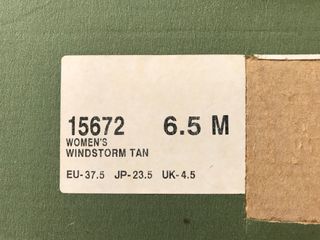 15672 6.5 M
WOMEN'S
WINDSTORM TAN
EU-37.5 JP-23.5 UK-4.5